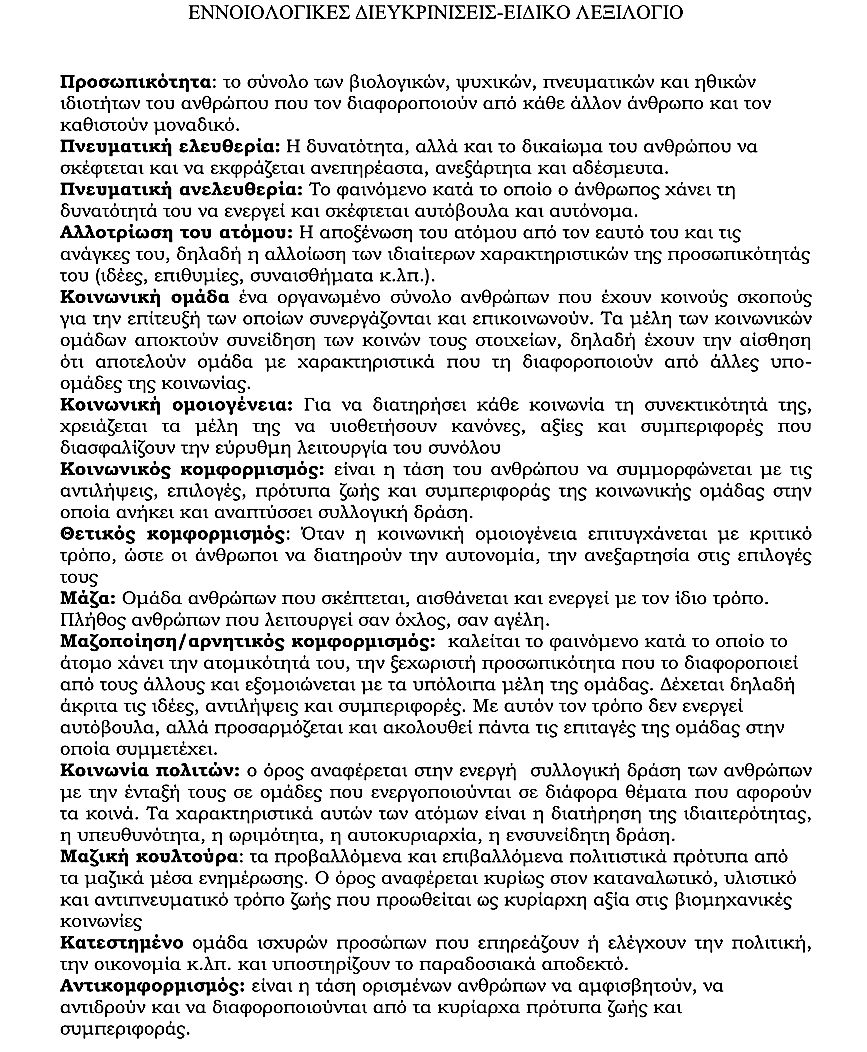 ΕΝΝΟΙΟΛΟΓΙΚΕΣ ΔΙΕΥΚΡΙΝΙΣΕΙΣ-ΕΙΔΙΚΟ ΛΕΞΙΛΟΓΙΟ
Προσωπικότητα: το σύνολο των βιολογικών, ψυχικών, πνευματικών και ηθικών
ιδιοτήτων του ανθρώπου που τον διαφοροποιούν από κάθε άλλον άνθρωπο και τον
καθιστούν μοναδικό.
Πνευματική ελευθερία: Η δυνατότητα, αλλά και το δικαίωμα του ανθρώπου να
σκέφτεται και να εκφράζεται ανεπηρέαστα, ανεξάρτητα και αδέσμευτα.
Πνευματική ανελευθερία: Το φαινόμενο κατά το οποίο ο άνθρωπος χάνει τη
δυνατότητά του να ενεργεί και σκέφτεται αυτόβουλα και αυτόνομα.
Αλλοτρίωση του ατόμου: Η αποξένωση του ατόμου από τον εαυτό του και τις
ανάγκες του, δηλαδή η αλλοίωση των ιδιαίτερων χαρακτηριστικών της προσωπικότητάς
του (ιδέες, επιθυμίες, συναισθήματα κ.λπ.).
Κοινωνική ομάδα ένα οργανωμένο σύνολο ανθρώπων που έχουν κοινούς σκοπούς
για την επίτευξή των οποίων συνεργάζονται και επικοινωνούν. Τα μέλη των κοινωνικών
ομάδων αποκτούν συνείδηση των κοινών τους στοιχείων, δηλαδή έχουν την αίσθηση
ότι αποτελούν ομάδα με χαρακτηριστικά που τη διαφοροποιούν από άλλες υπο-
ομάδες της κοινωνίας.
Κοινωνική ομοιογένεια: Για να διατηρήσει κάθε κοινωνία τη συνεκτικότητά της,
χρειάζεται τα μέλη της να υιοθετήσουν κανόνες, αξίες και συμπεριφορές που
διασφαλίζουν την εύρυθμη λειτουργία του συνόλου
Κοινωνικός κομφορμισμός: είναι η τάση του ανθρώπου να συμμορφώνεται με τις
αντιλήψεις, επιλογές, πρότυπα ζωής και συμπεριφοράς της κοινωνικής ομάδας στην
οποία ανήκει και αναπτύσσει συλλογική δράση.
Θετικός κομφορμισμός: Όταν η κοινωνική ομοιογένεια επιτυγχάνεται με κριτικό
τρόπο, ώστε οι άνθρωποι να διατηρούν την αυτονομία, την ανεξαρτησία στις επιλογές
τους
Μάζα: Ομάδα ανθρώπων που σκέπτεται, αισθάνεται και ενεργεί με τον ίδιο τρόπο.
Πλήθος ανθρώπων που λειτουργεί σαν όχλος, σαν αγέλη.
Μαζοποίηση/αρνητικός κομφορμισμός: καλείται το φαινόμενο κατά το οποίο το
άτομο χάνει την ατομικότητά του, την ξεχωριστή προσωπικότητα που το διαφοροποιεί
από τους άλλους και εξομοιώνεται με τα υπόλοιπα μέλη της ομάδας. Δέχεται δηλαδή
άκριτα τις ιδέες, αντιλήψεις και συμπεριφορές. Με αυτόν τον τρόπο δεν ενεργεί
αυτόβουλα, αλλά προσαρμόζεται και ακολουθεί πάντα τις επιταγές της ομάδας στην
οποία συμμετέχει.
Κοινωνία πολιτών: ο όρος αναφέρεται στην ενεργή συλλογική δράση των ανθρώπων
με την ένταξή τους σε ομάδες που ενεργοποιούνται σε διάφορα θέματα που αφορούν
τα κοινά. Τα χαρακτηριστικά αυτών των ατόμων είναι η διατήρηση της ιδιαιτερότητας,
η υπευθυνότητα, η ωριμότητα, η αυτοκυριαρχία, η ενσυνείδητη δράση.
Μαζική κουλτούρα: τα προβαλλόμενα και επιβαλλόμενα πολιτιστικά πρότυπα από
τα μαζικά μέσα ενημέρωσης. Ο όρος αναφέρεται κυρίως στον καταναλωτικό, υλιστικό
και αντιπνευματικό τρόπο ζωής που προωθείται ως κυρίαρχη αξία στις βιομηχανικές
κοινωνίες
Κατεστημένο ομάδα ισχυρών προσώπων που επηρεάζουν ή ελέγχουν την πολιτική,
την οικονομία κ.λπ. και υποστηρίζουν το παραδοσιακά αποδεκτό.
Αντικομφορμισμός: είναι η τάση ορισμένων ανθρώπων να αμφισβητούν, να
αντιδρούν και να διαφοροποιούνται από τα κυρίαρχα πρότυπα ζωής και
συμπεριφοράς.